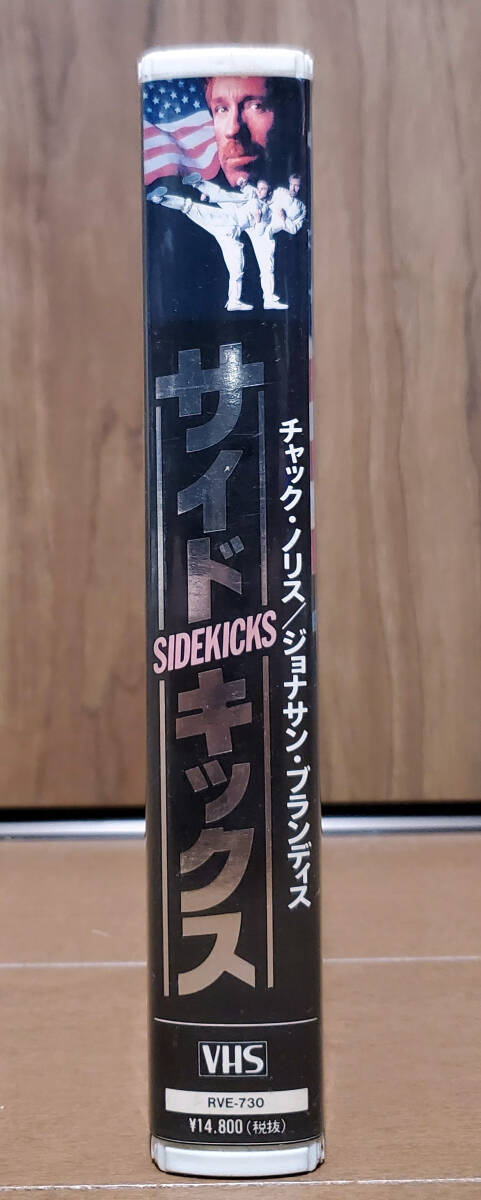 サイドキックス
SIDEKICKS
チャック・ノリス/ジョナサン・ブランディス
VHS
RVE-730
¥14,800(税抜)